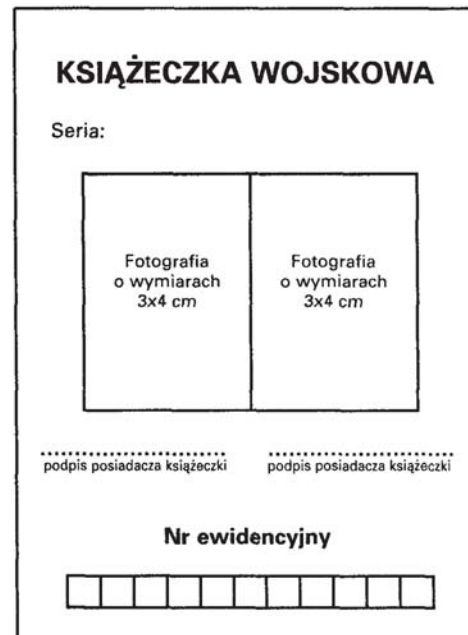 KSIĄŻECZKA WOJSKOWA
Seria:
Fotografia
o wymiarach
3x4 cm
Fotografia
o wymiarach
3x4 cm
podpis posiadacza książeczki
podpis posiadacza książeczki
Nr ewidencyjny